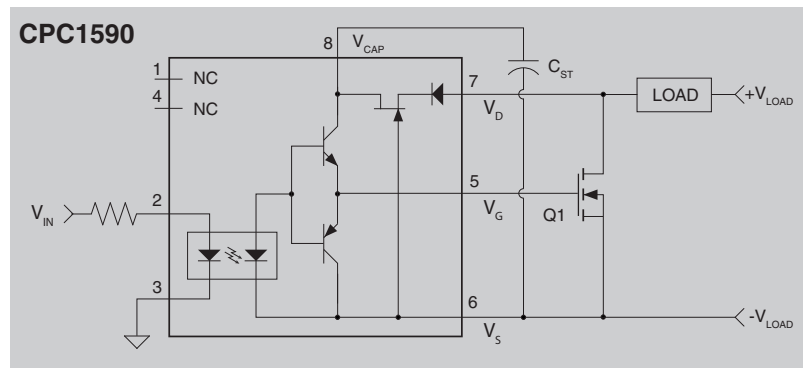 CPC1590
8 V_CAP
1 NC
4 NC
C_ST
7
V_D
LOAD
+V_LOAD
5
V_G
Q1
V_IN
2
3
6
V_S
-V_LOAD